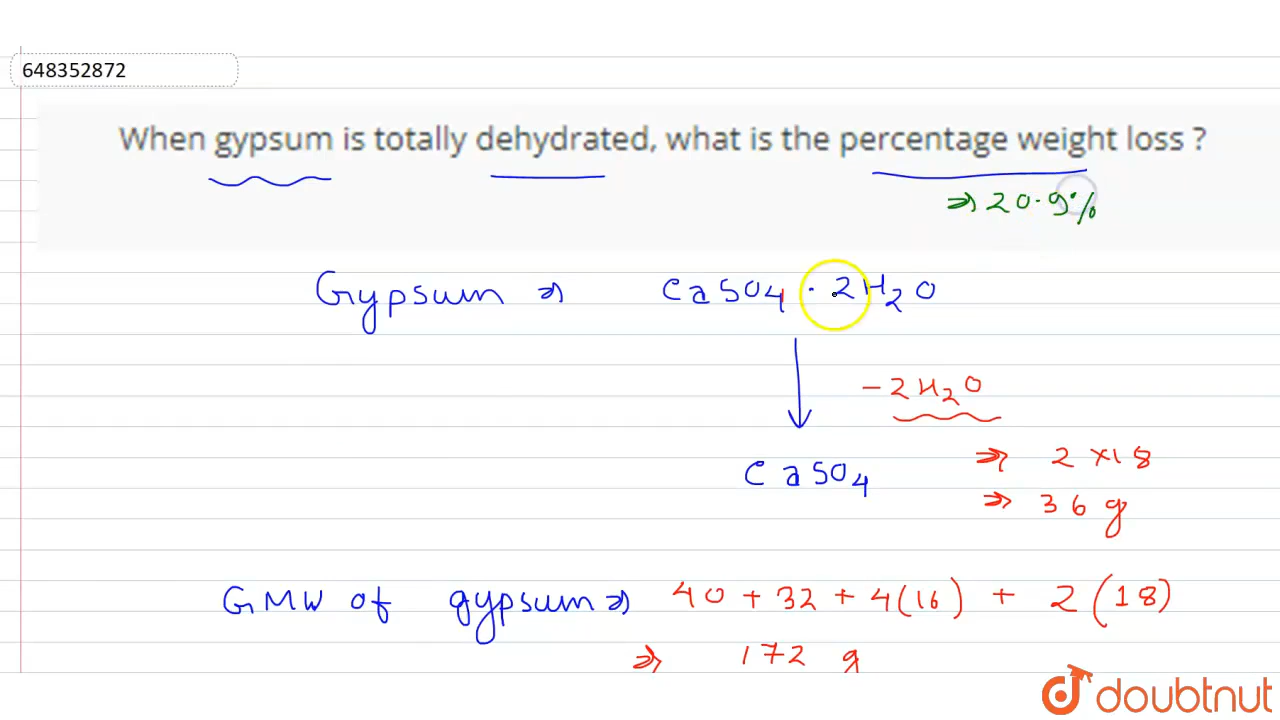 648352872
When gypsum is totally dehydrated, what is the percentage weight loss ?
⇒ 20.9%
Gypsum ⇒ CaSO4 · 2H2O
- 2H2O
⇒ 2 × 18
CaSO4
⇒ 36 g
GMW of gypsum ⇒ 40 + 32 + 4(16) + 2(18)
⇒ 172 g
doubtnut